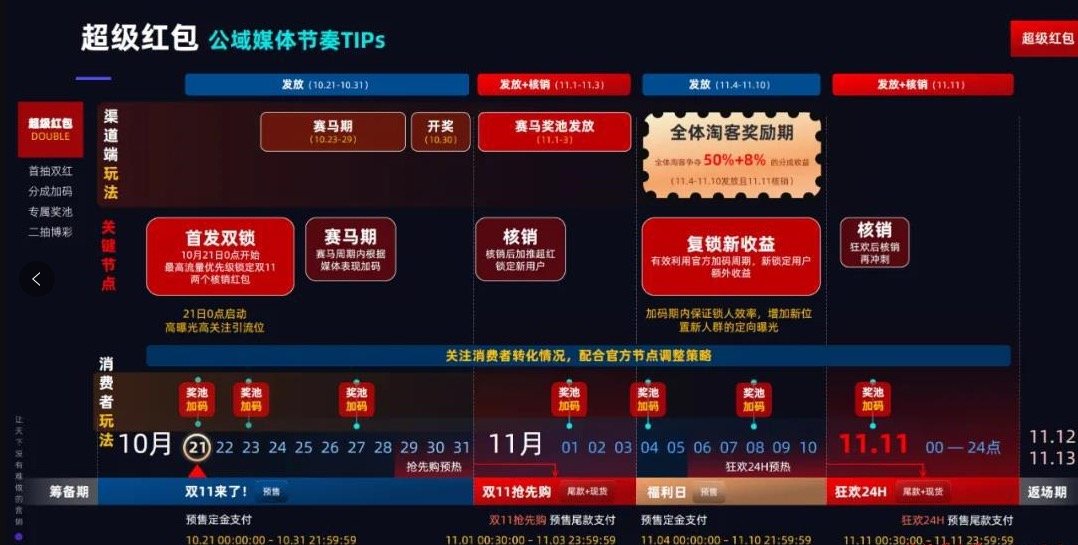 超级红包 公域媒体节奏TIPs
超级红包
发放 (10.21-10.31)
发放+核销 (11.1-11.3)
发放 (11.4-11.10)
发放+核销 (11.11)
超级红包
DOUBLE
首抽双红
分成加码
专属奖池
二抽博彩
渠道端玩法
赛马期
(10.23-29)
开奖
(10.30)
赛马奖池发放
(11.1-3)
全体淘客奖励期
全体淘客争夺 50%+8% 的分成收益
(11.4-11.10发放且11.11核销)
关键节点
首发双锁
10月21日0点开始
最高流量优先级锁定双11
两个核销红包
赛马期
赛马周期内根据
媒体表现加码
核销
核销后加推超红
锁定新用户
复锁新收益
有效利用官方加码周期，新锁定用户
额外收益
核销
狂欢后核销
再冲刺
21日0点启动
高曝光高关注引流位
加码期内保证锁人效率，增加新位
置新人群的定向曝光
关注消费者转化情况，配合官方节点调整策略
消费者玩法
奖池
加码
奖池
加码
奖池
加码
奖池
加码
奖池
加码
奖池
加码
奖池
加码
10月 21 22 23 24 25 26 27 28 29 30 31
11月 01 02 03 04 05 06 07 08 09 10
11.11 00 — 24点
11.12
11.13
抢先购预热
狂欢24H预热
筹备期
双11来了！ 预售
双11抢先购 尾款+现货
福利日 预售
狂欢24H 尾款+现货
返场期
预售定金支付
10.21 00:00:00 - 10.31 21:59:59
双11抢先购 预售尾款支付
11.01 00:30:00 - 11.03 23:59:59
预售定金支付
11.04 00:00:00 - 11.10 21:59:59
狂欢24H 预售尾款支付
11.11 00:30:00 - 11.11 23:59:59
让天下没有难做的营销